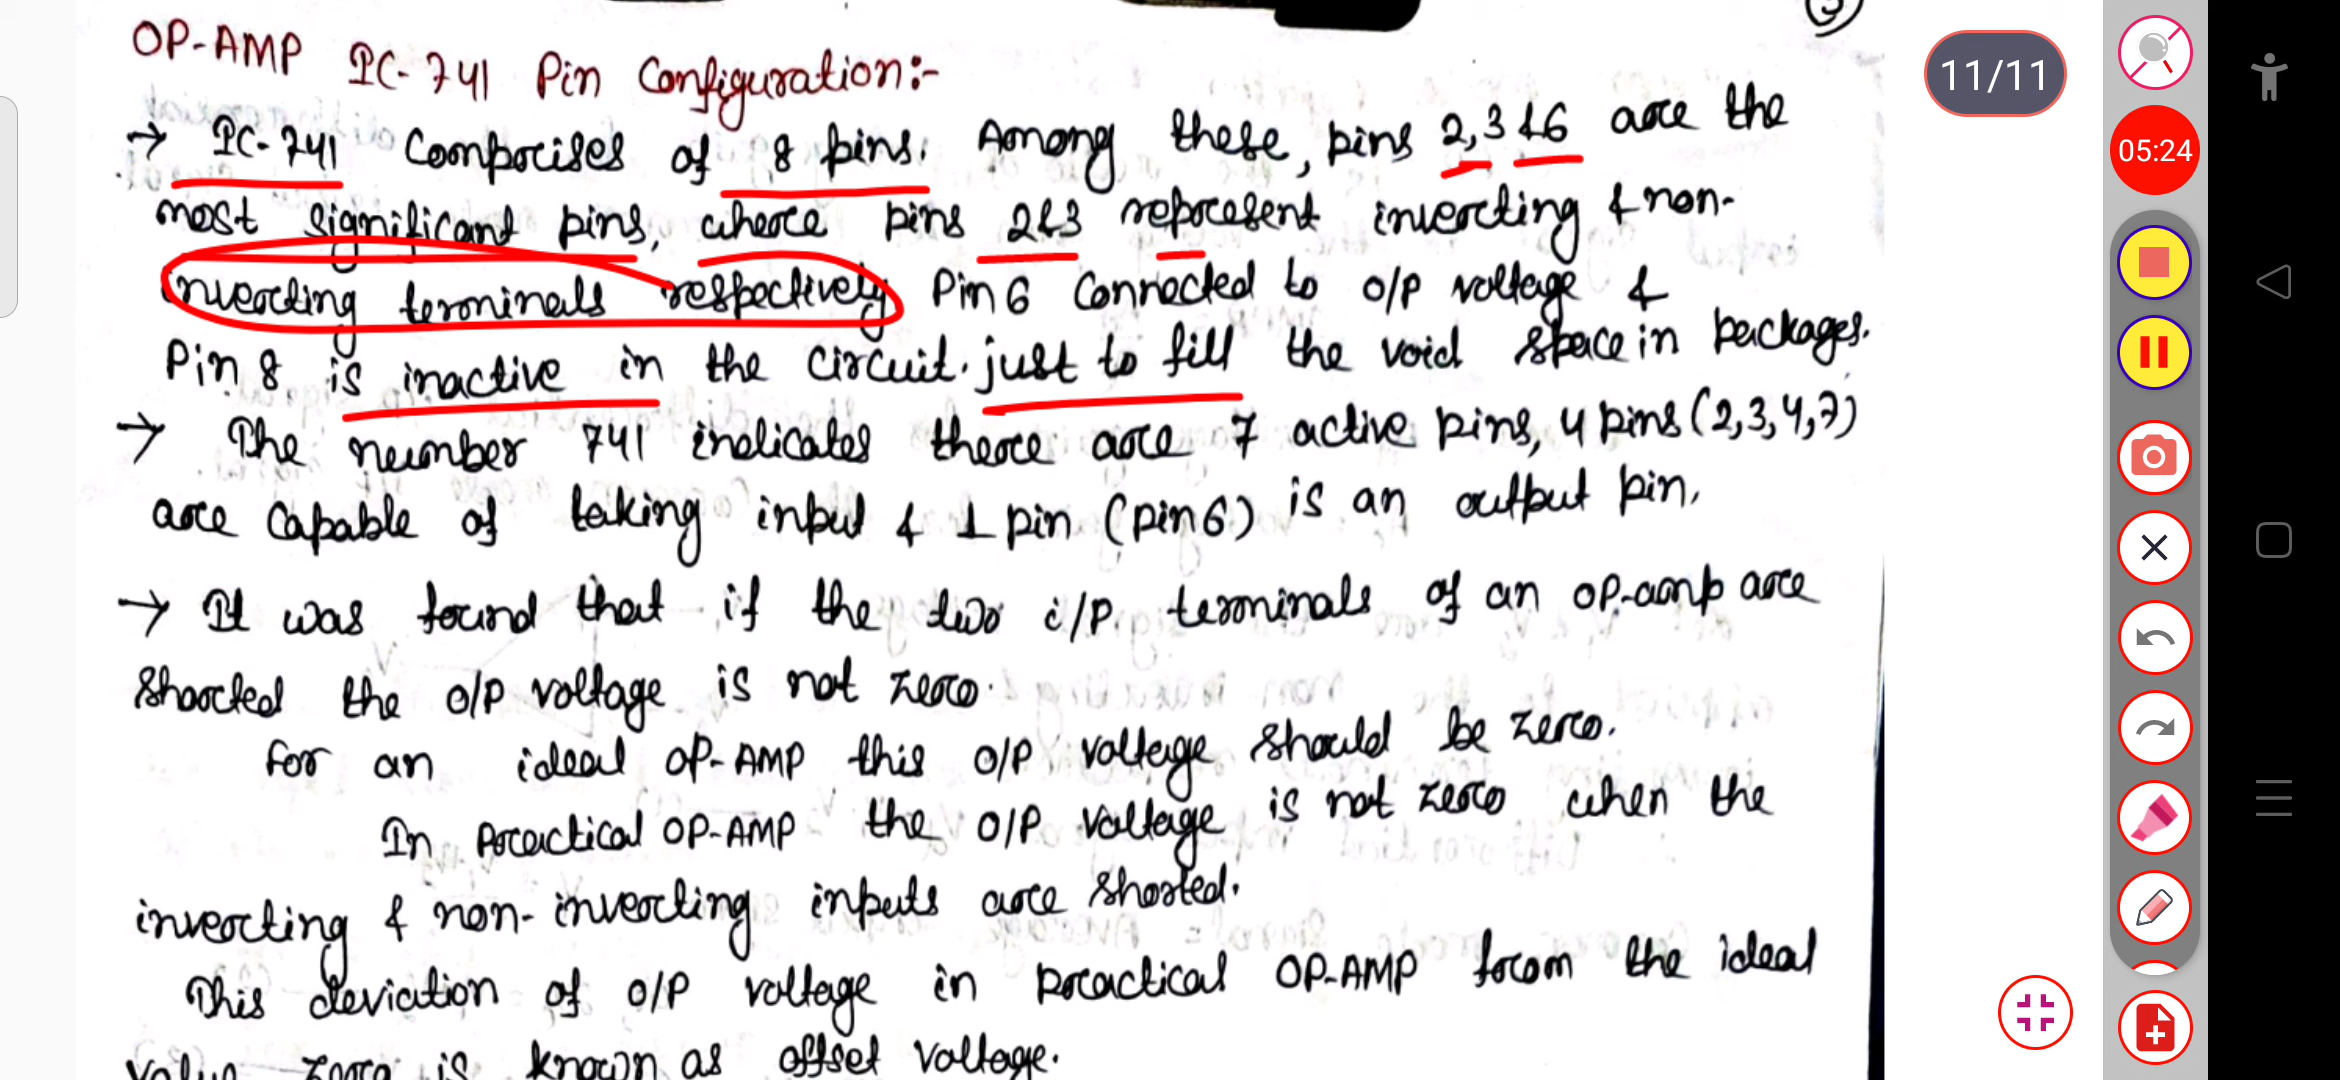 OP-AMP IC-741 Pin Configuration:-
→ IC-741 Comprises of 8 pins. Among these, pins 2,3 & 6 are the
most significant pins, where pins 2 & 3 represent inverting & non-
inverting terminals respectively Pin 6 Connected to O/P voltage &
Pin 8 is inactive in the circuit. just to fill the void space in packages.
→ The number 741 indicates there are 7 active pins, 4 pins (2,3,4,7)
are capable of taking input & 1 pin (pin 6) is an output pin.
→ It was found that if the two i/p terminals of an op-amp are
shorted the O/P voltage is not zero.
for an ideal OP-AMP this O/P voltage should be zero.
In Practical OP-AMP the O/P voltage is not zero when the
inverting & non-inverting inputs are shorted.
This deviation of O/P voltage in practical OP-AMP from the ideal
value zero is known as offset voltage.
11/11
05:24